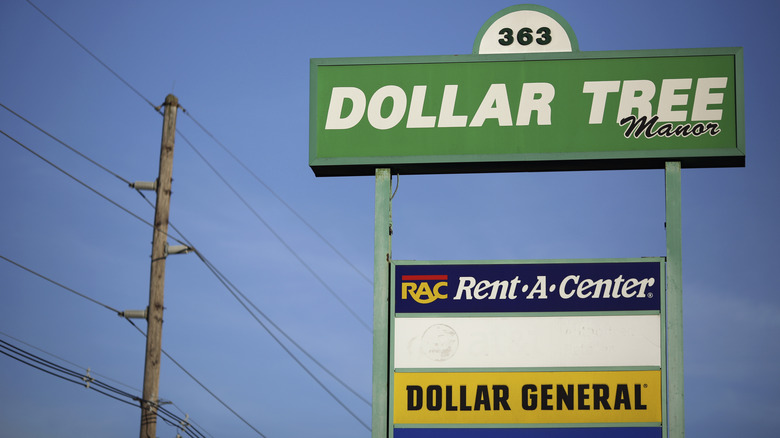 363
DOLLAR TREE
Manor
RAC Rent·A·Center®
DOLLAR GENERAL®